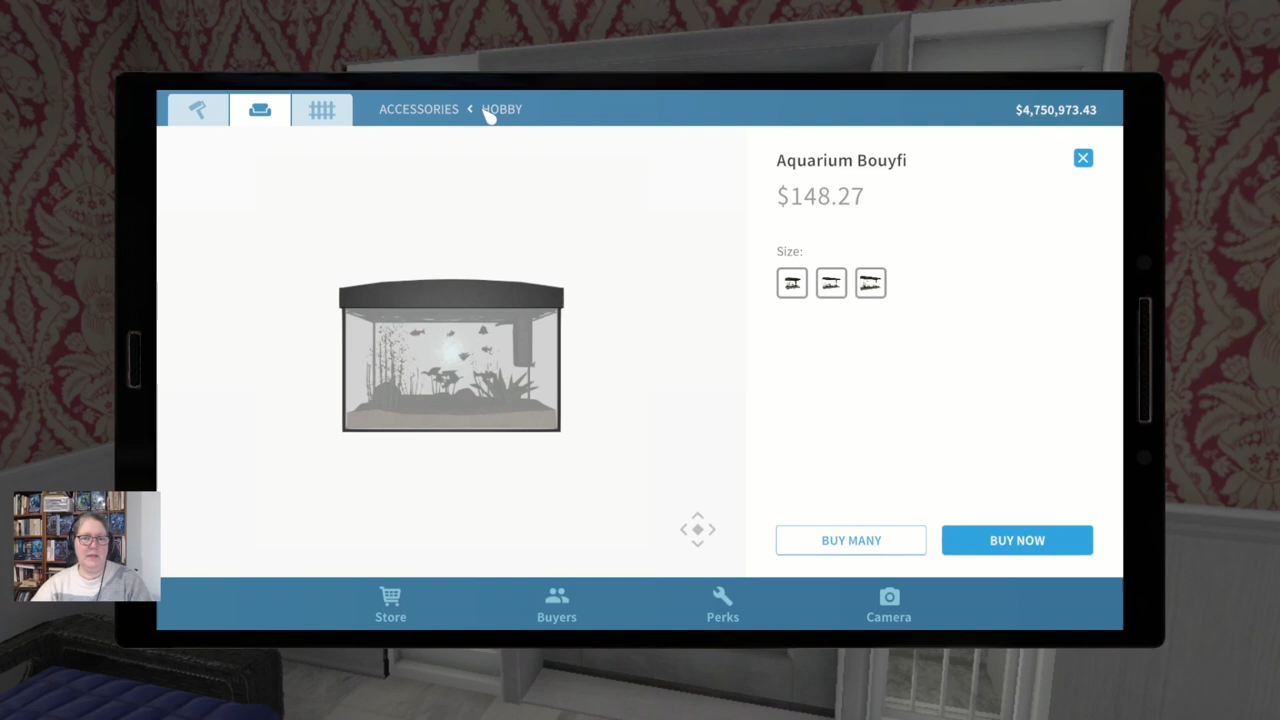 ACCESSORIES < HOBBY
$4,750,973.43
Aquarium Bouyfi
$148.27
Size:
BUY MANY
BUY NOW
Store
Buyers
Perks
Camera